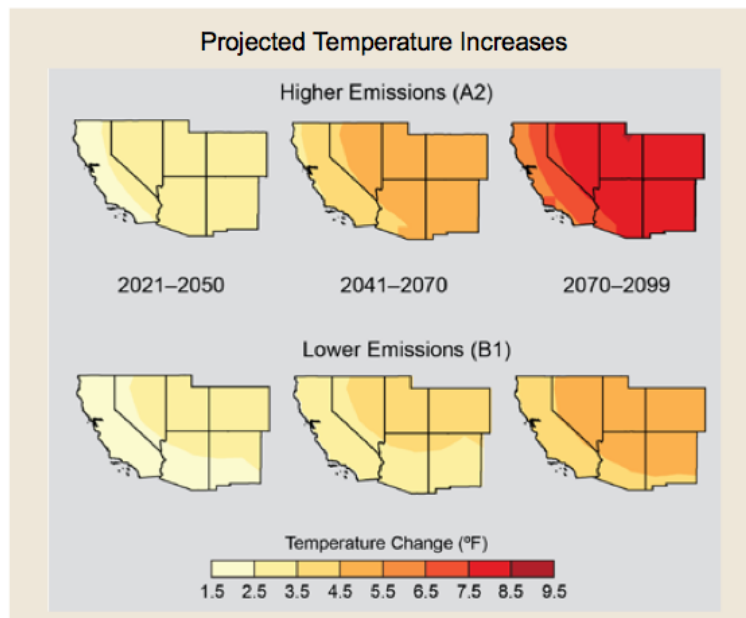 Projected Temperature Increases
Higher Emissions (A2)
2021–2050 2041–2070 2070–2099
Lower Emissions (B1)
Temperature Change (ºF)
1.5 2.5 3.5 4.5 5.5 6.5 7.5 8.5 9.5